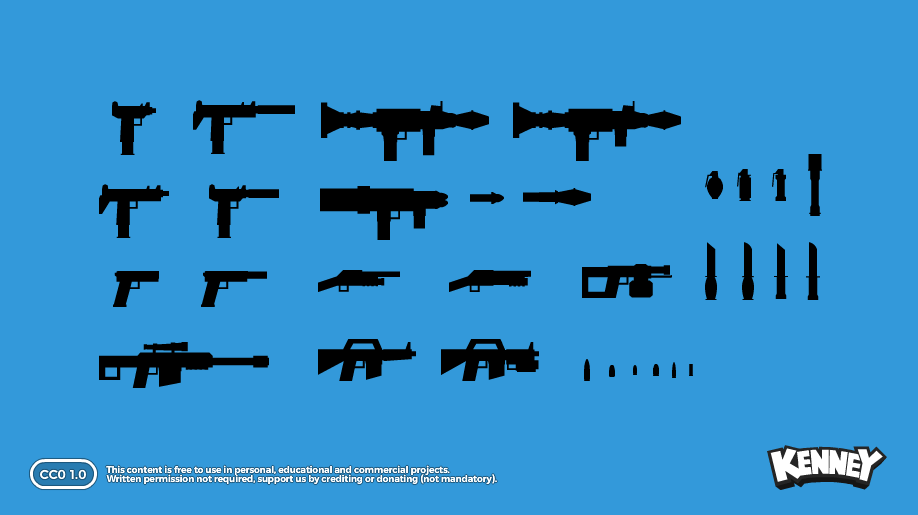 CC0 1.0
This content is free to use in personal, educational and commercial projects.
Written permission not required, support us by crediting or donating (not mandatory).
KENNEY